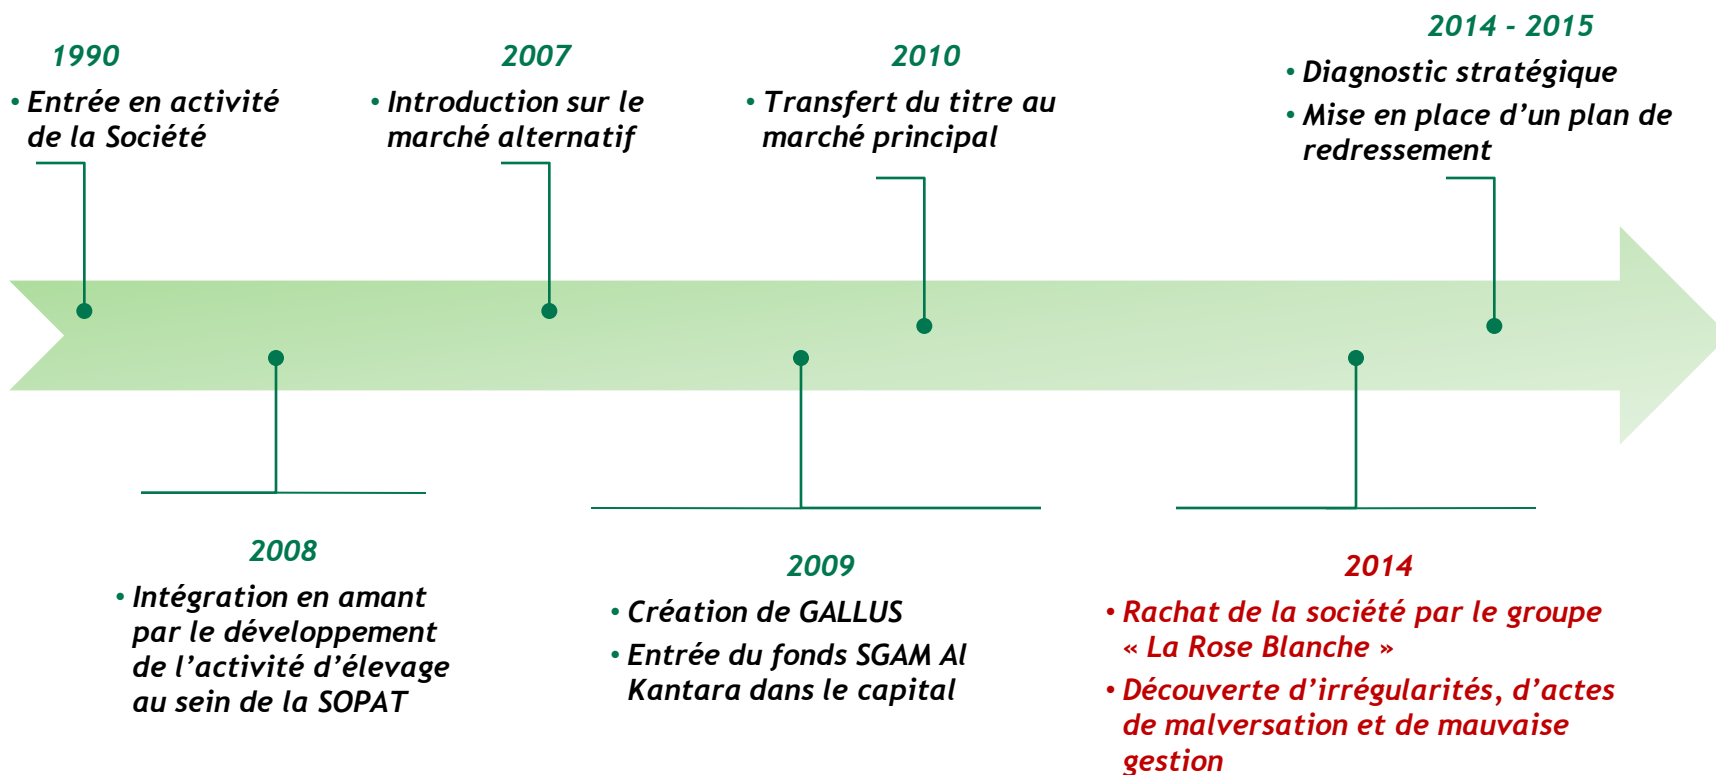 1990
• Entrée en activité
de la Société
2007
• Introduction sur le
marché alternatif
2010
• Transfert du titre au
marché principal
2014 - 2015
• Diagnostic stratégique
• Mise en place d’un plan de
redressement
2008
• Intégration en amant
par le développement
de l’activité d’élevage
au sein de la SOPAT
2009
• Création de GALLUS
• Entrée du fonds SGAM Al
Kantara dans le capital
2014
• Rachat de la société par le groupe
« La Rose Blanche »
• Découverte d’irrégularités, d’actes
de malversation et de mauvaise
gestion